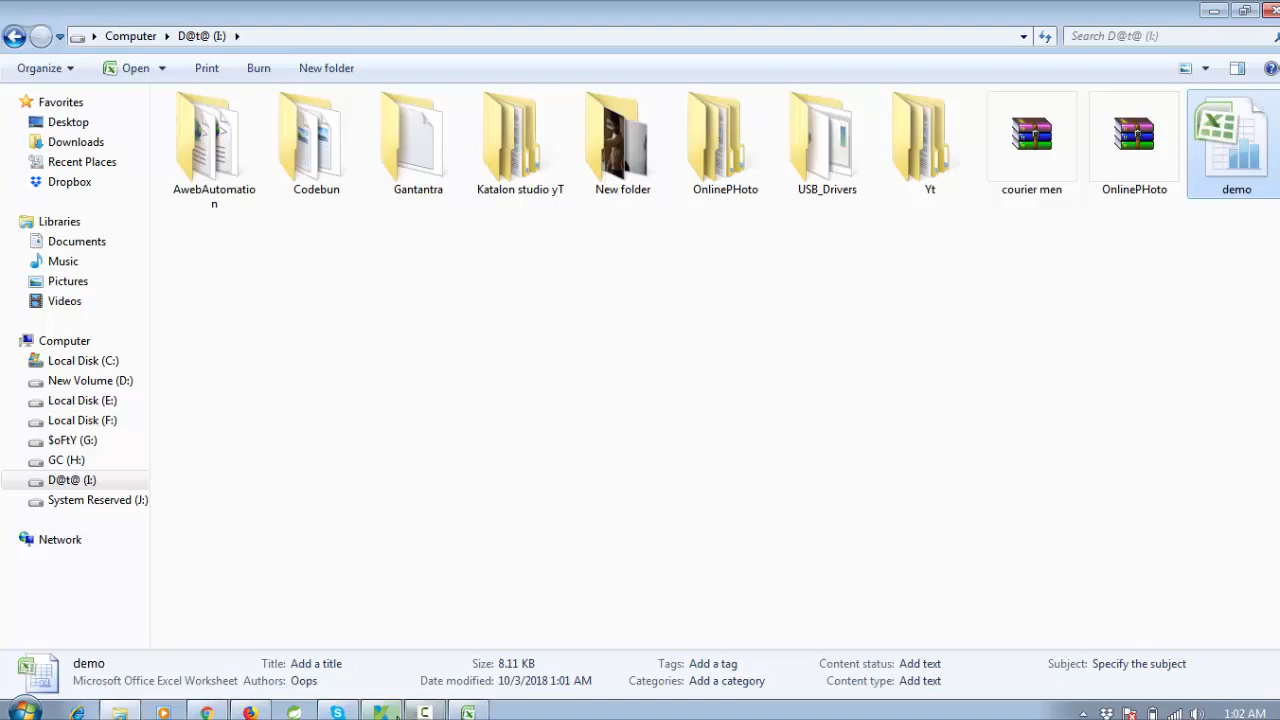 Computer D@t@ (I:) Search D@t@ (I:)
Organize Open Print Burn New folder
Favorites
Desktop
Downloads
Recent Places
Dropbox
Libraries
Documents
Music
Pictures
Videos
Computer
Local Disk (C:)
New Volume (D:)
Local Disk (E:)
Local Disk (F:)
$oFtY (G:)
GC (H:)
D@t@ (I:)
System Reserved (J:)
Network
AwebAutomatio
n
Codebun
Gantantra
Katalon studio yT
New folder
OnlinePHoto
USB_Drivers
Yt
courier men
OnlinePHoto
demo
demo Title: Add a title Size: 8.11 KB Tags: Add a tag Content status: Add text Subject: Specify the subject
Microsoft Office Excel Worksheet Authors: Oops Date modified: 10/3/2018 1:01 AM Categories: Add a category Content type: Add text
1:02 AM